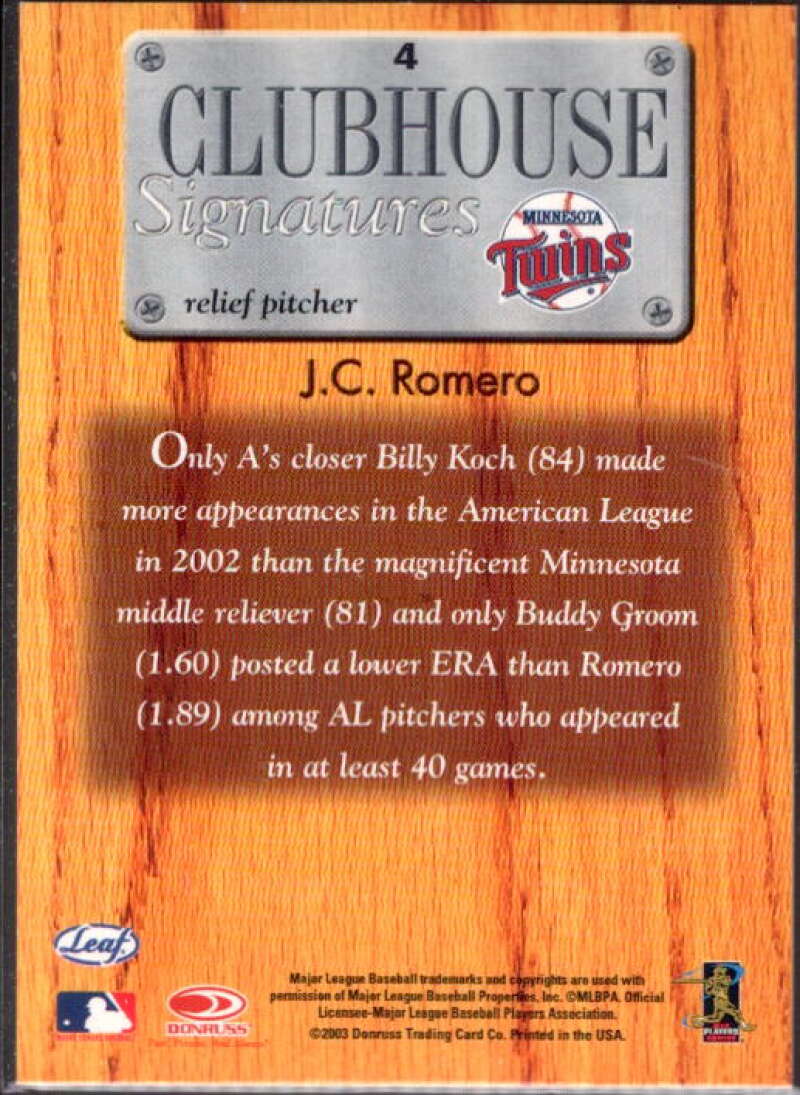 4
CLUBHOUSE
Signatures
MINNESOTA
Twins
relief pitcher
J.C. Romero
Only A's closer Billy Koch (84) made
more appearances in the American League
in 2002 than the magnificent Minnesota
middle reliever (81) and only Buddy Groom
(1.60) posted a lower ERA than Romero
(1.89) among AL pitchers who appeared
in at least 40 games.
Leaf
DONRUSS
Major League Baseball trademarks and copyrights are used with
permission of Major League Baseball Properties, Inc. ©MLBPA. Official
Licensee-Major League Baseball Players Association.
©2003 Donruss Trading Card Co. Printed in the USA.
PLAYERS